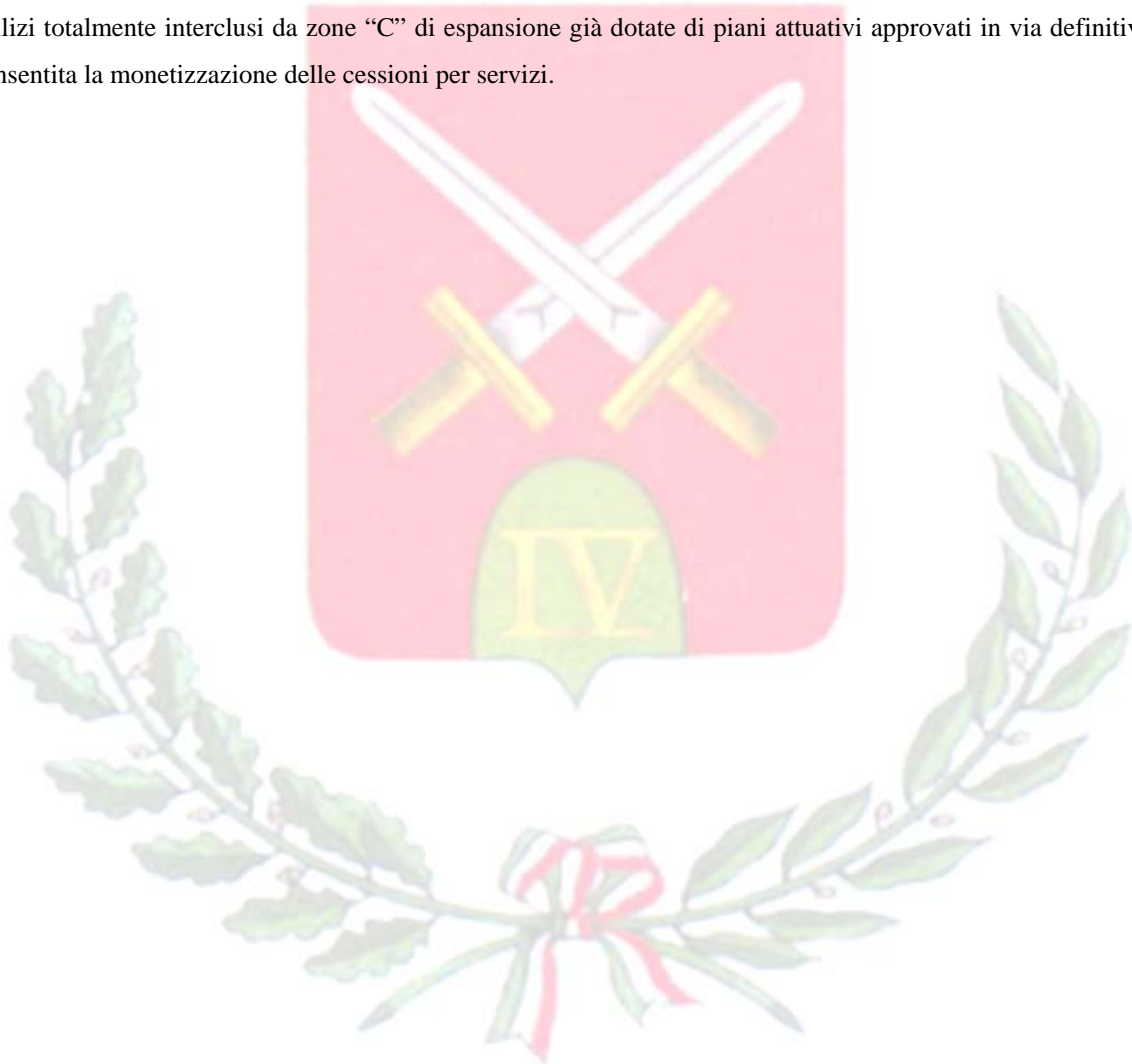 lizi totalmente interclusi da zone “C” di espansione già dotate di piani attuativi approvati in via definitiv
nsentita la monetizzazione delle cessioni per servizi.
IV